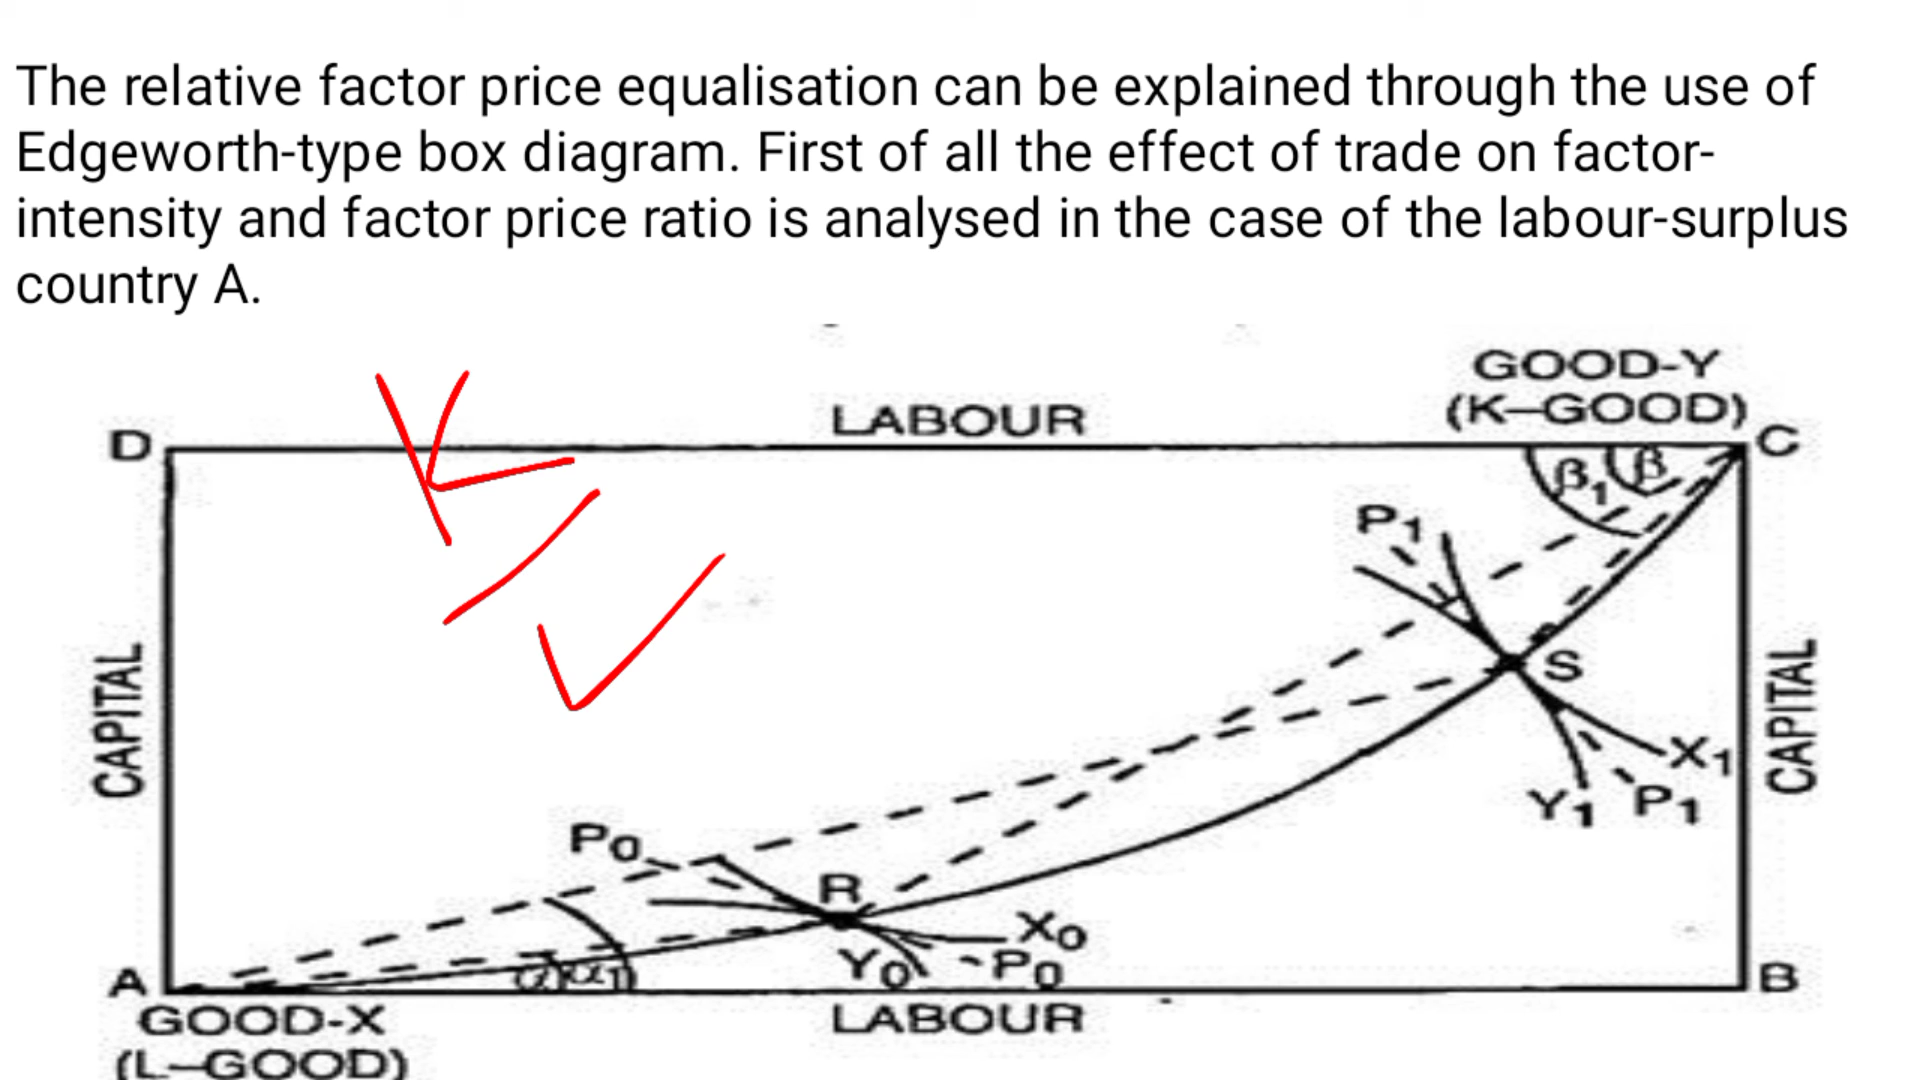 The relative factor price equalisation can be explained through the use of
Edgeworth-type box diagram. First of all the effect of trade on factor-
intensity and factor price ratio is analysed in the case of the labour-surplus
country A.
GOOD-Y
(K–GOOD)
LABOUR
D
C
β₁ β
P₁
CAPITAL
CAPITAL
S
X₁
Y₁ P₁
P₀
R
X₀
Y₀ P₀
α α₁
A
B
GOOD-X
LABOUR
(L–GOOD)
K